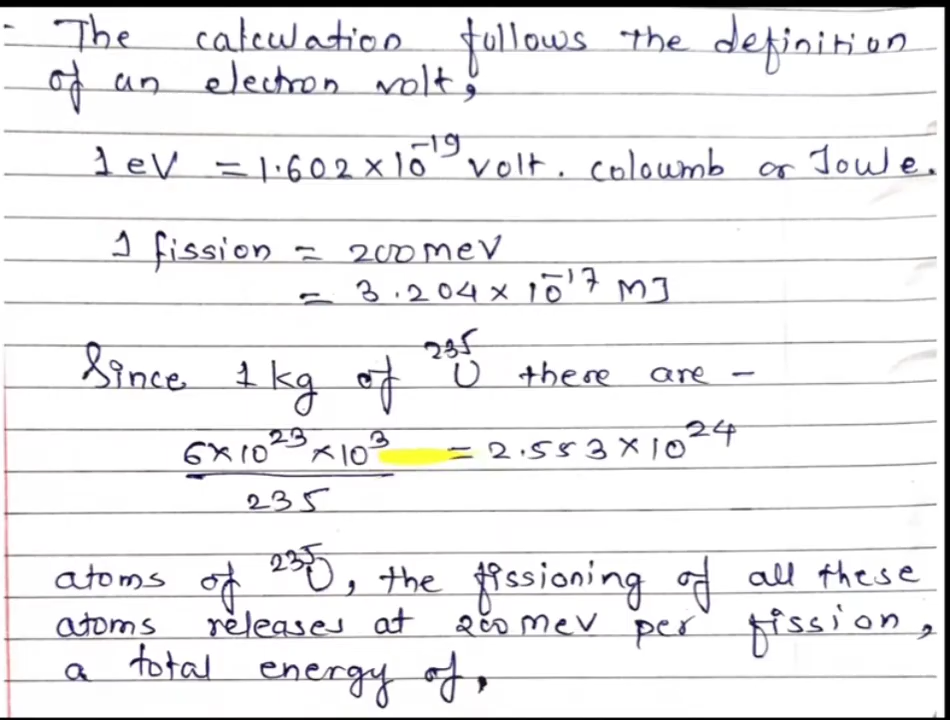 - The calculation follows the definition
of an electron volt,
1 eV = 1.602 × 10⁻¹⁹ volt. coloumb or Joule.
1 fission = 200 meV
= 3.204 × 10⁻¹⁷ MJ
Since 1 kg of ²³⁵U there are -
6×10²³×10³ = 2.553 × 10²⁴
235
atoms of ²³⁵U, the fissioning of all these
atoms releases at 200 mev per fission,
a total energy of,